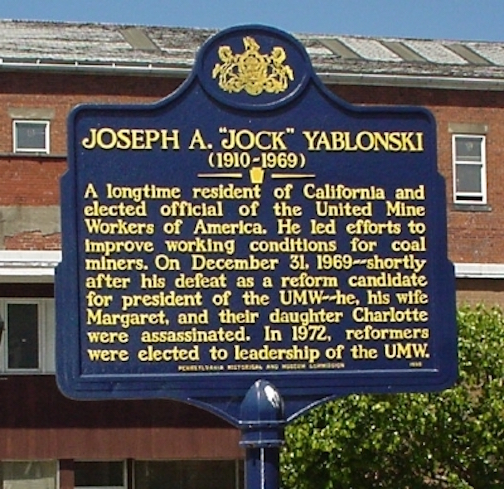 JOSEPH A. "JOCK" YABLONSKI
(1910-1969)
A longtime resident of California and
elected official of the United Mine
Workers of America. He led efforts to
improve working conditions for coal
miners. On December 31, 1969--shortly
after his defeat as a reform candidate
for president of the UMW--he, his wife
Margaret, and their daughter Charlotte
were assassinated. In 1972, reformers
were elected to leadership of the UMW.
PENNSYLVANIA HISTORICAL AND MUSEUM COMMISSION